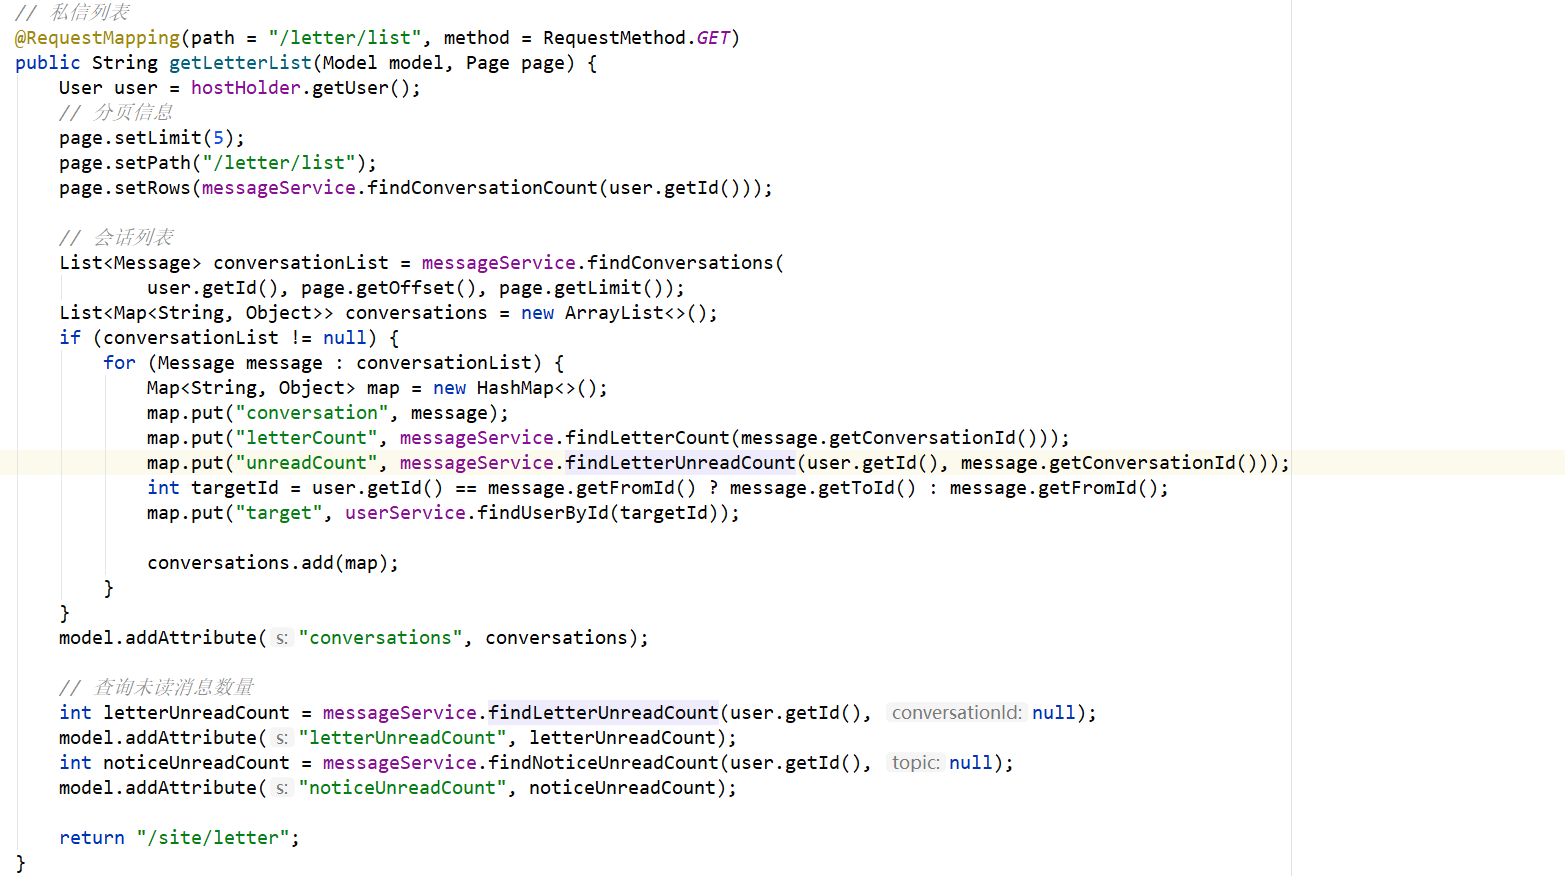 // 私信列表
@RequestMapping(path = "/letter/list", method = RequestMethod.GET)
public String getLetterList(Model model, Page page) {
    User user = hostHolder.getUser();
    // 分页信息
    page.setLimit(5);
    page.setPath("/letter/list");
    page.setRows(messageService.findConversationCount(user.getId()));

    // 会话列表
    List<Message> conversationList = messageService.findConversations(
            user.getId(), page.getOffset(), page.getLimit());
    List<Map<String, Object>> conversations = new ArrayList<>();
    if (conversationList != null) {
        for (Message message : conversationList) {
            Map<String, Object> map = new HashMap<>();
            map.put("conversation", message);
            map.put("letterCount", messageService.findLetterCount(message.getConversationId()));
            map.put("unreadCount", messageService.findLetterUnreadCount(user.getId(), message.getConversationId()));
            int targetId = user.getId() == message.getFromId() ? message.getToId() : message.getFromId();
            map.put("target", userService.findUserById(targetId));

            conversations.add(map);
        }
    }
    model.addAttribute( s: "conversations", conversations);

    // 查询未读消息数量
    int letterUnreadCount = messageService.findLetterUnreadCount(user.getId(), conversationId: null);
    model.addAttribute( s: "letterUnreadCount", letterUnreadCount);
    int noticeUnreadCount = messageService.findNoticeUnreadCount(user.getId(), topic: null);
    model.addAttribute( s: "noticeUnreadCount", noticeUnreadCount);

    return "/site/letter";
}